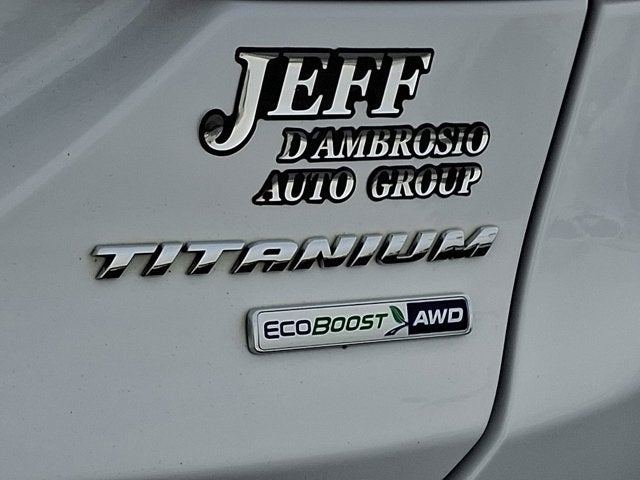 JEFF
D'AMBROSIO
AUTO GROUP
TITANIUM
ECOBOOST AWD